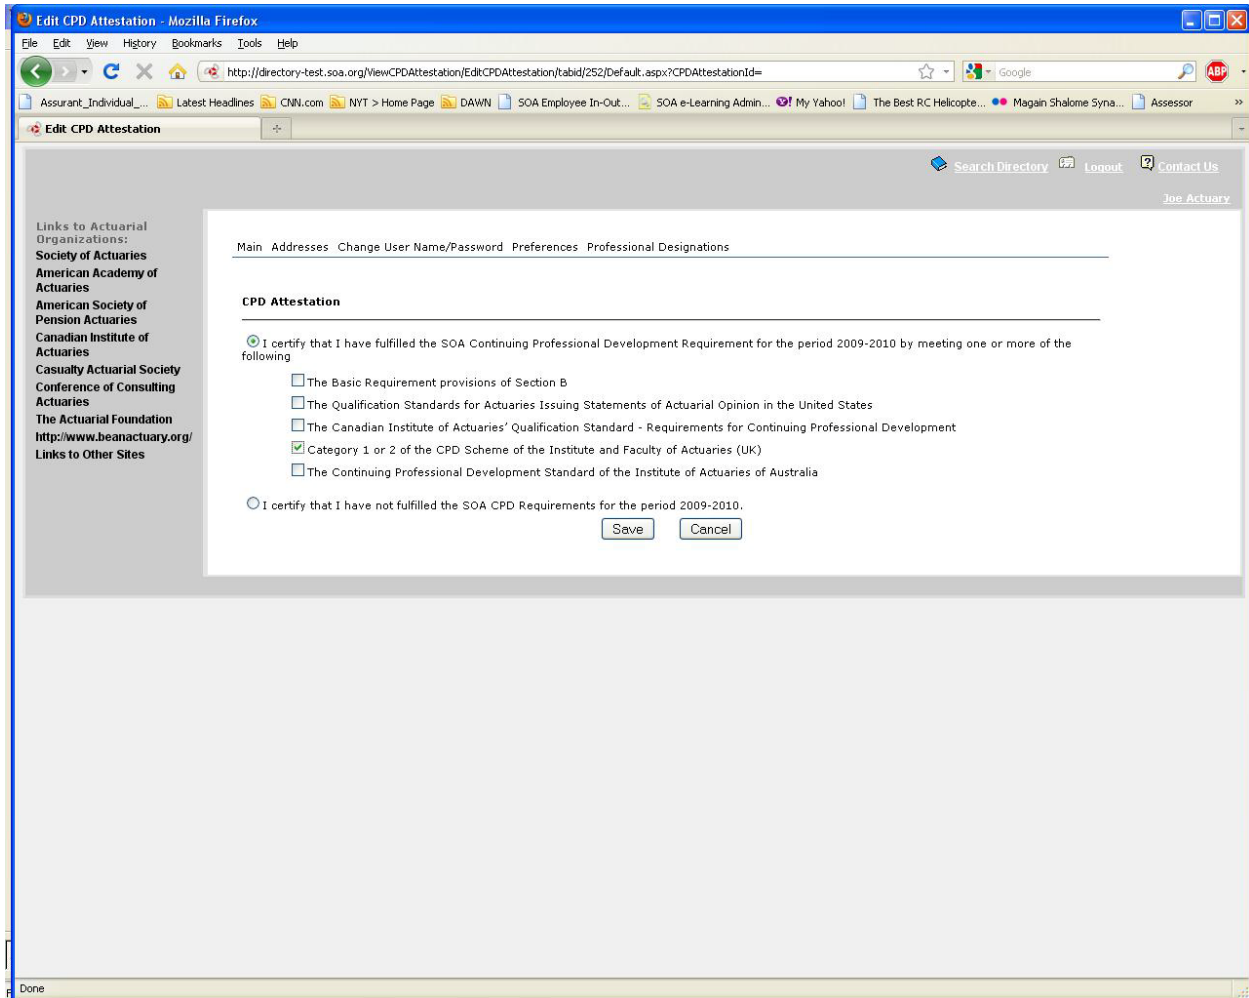 Edit CPD Attestation - Mozilla Firefox
File Edit View History Bookmarks Tools Help
http://directory-test.soa.org/ViewCPDAttestation/EditCPDAttestation/tabid/252/Default.aspx?CPDAttestationId=
Google
ABP
Assurant_Individual_... Latest Headlines CNN.com NYT > Home Page DAWN SOA Employee In-Out... SOA e-Learning Admin... My Yahoo! The Best RC Helicopte... Magain Shalome Syna... Assessor »
Edit CPD Attestation
Search Directory Logout Contact Us
Joe Actuary
Links to Actuarial
Organizations:
Society of Actuaries
American Academy of
Actuaries
American Society of
Pension Actuaries
Canadian Institute of
Actuaries
Casualty Actuarial Society
Conference of Consulting
Actuaries
The Actuarial Foundation
http://www.beanactuary.org/
Links to Other Sites
Main Addresses Change User Name/Password Preferences Professional Designations
CPD Attestation
I certify that I have fulfilled the SOA Continuing Professional Development Requirement for the period 2009-2010 by meeting one or more of the
following
The Basic Requirement provisions of Section B
The Qualification Standards for Actuaries Issuing Statements of Actuarial Opinion in the United States
The Canadian Institute of Actuaries' Qualification Standard - Requirements for Continuing Professional Development
Category 1 or 2 of the CPD Scheme of the Institute and Faculty of Actuaries (UK)
The Continuing Professional Development Standard of the Institute of Actuaries of Australia
I certify that I have not fulfilled the SOA CPD Requirements for the period 2009-2010.
Save Cancel
Done